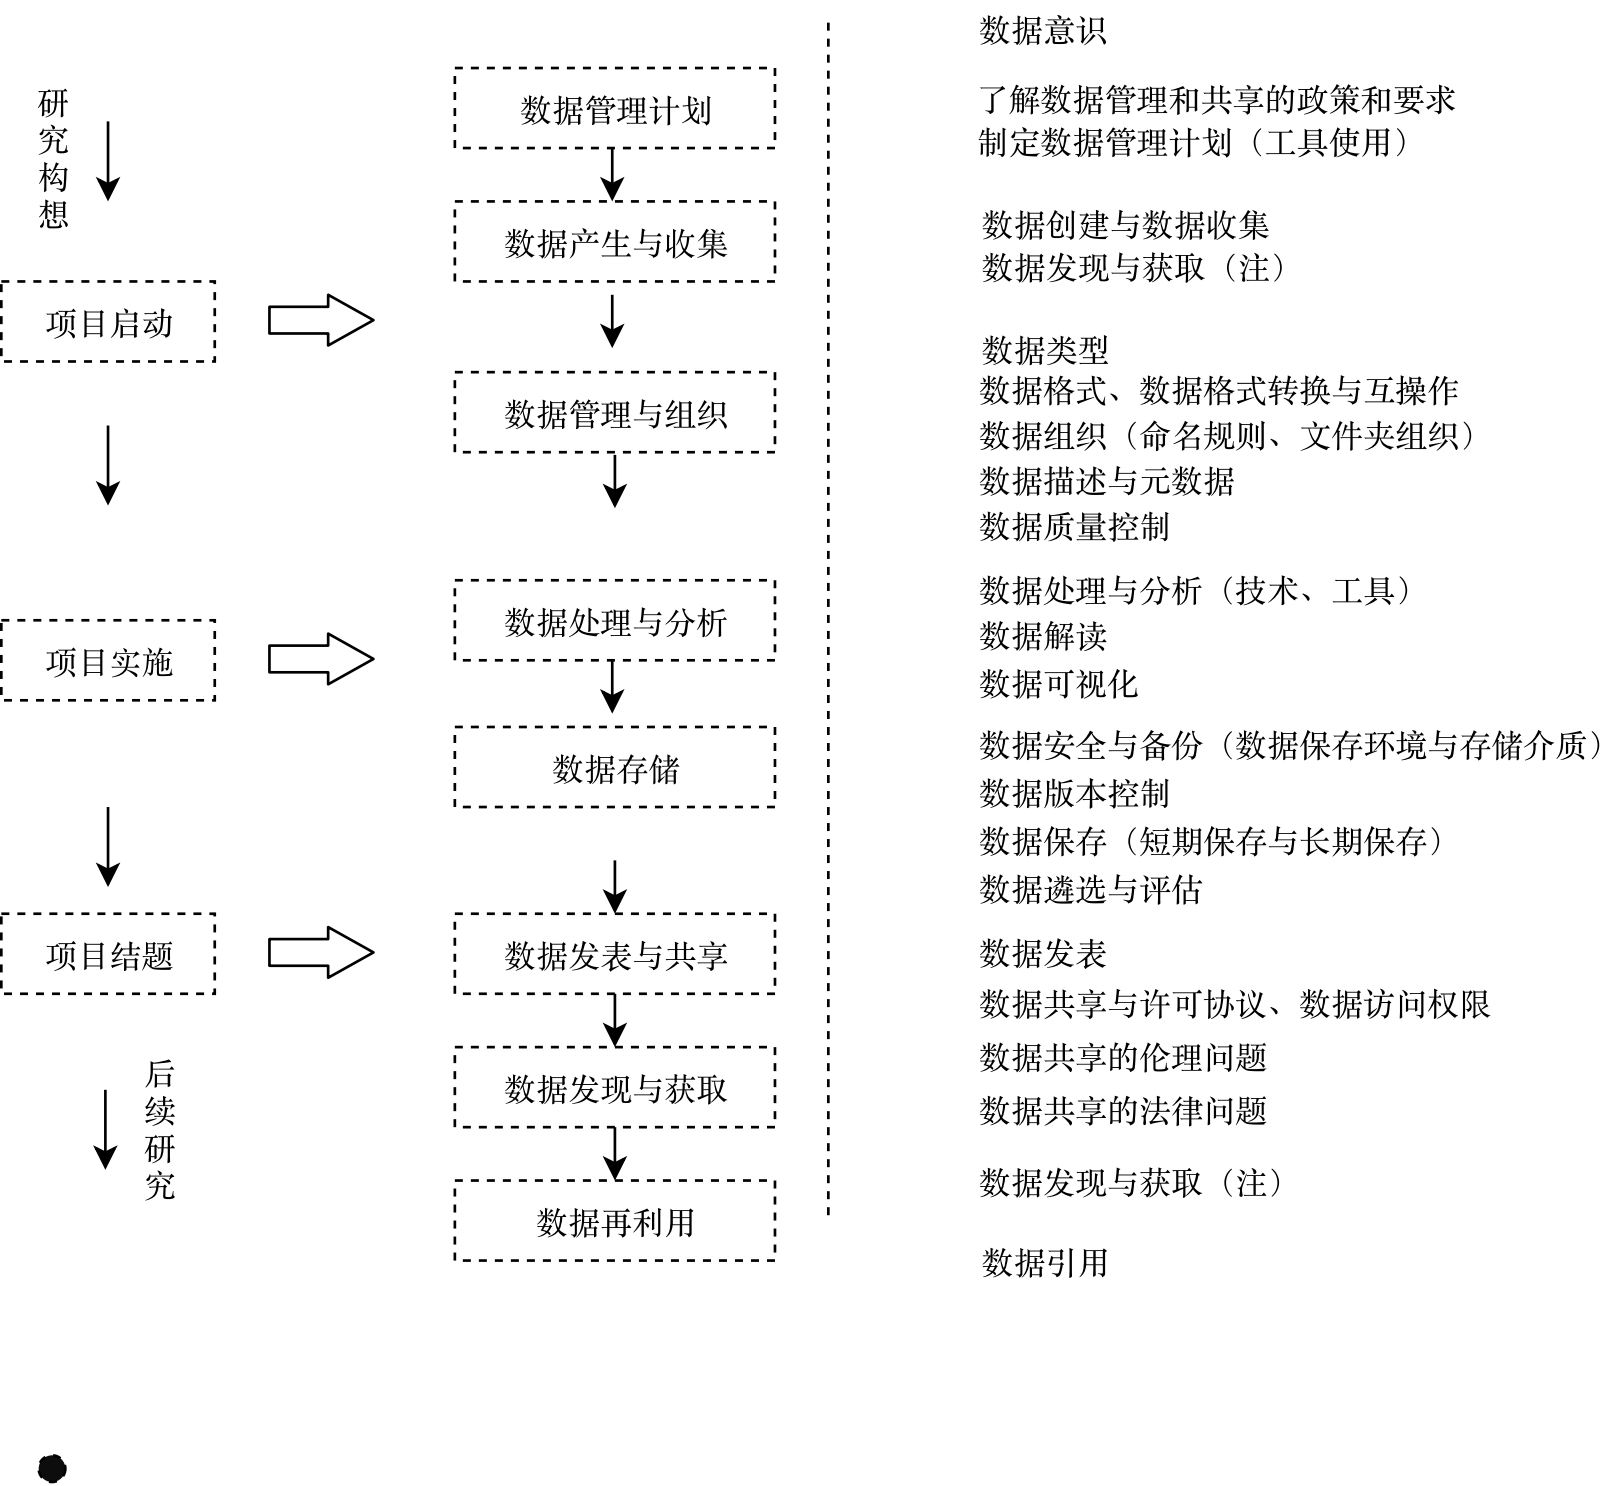 研究构想
项目启动
项目实施
项目结题
后续研究
数据管理计划
数据产生与收集
数据管理与组织
数据处理与分析
数据存储
数据发表与共享
数据发现与获取
数据再利用
数据意识
了解数据管理和共享的政策和要求
制定数据管理计划（工具使用）
数据创建与数据收集
数据发现与获取（注）
数据类型
数据格式、数据格式转换与互操作
数据组织（命名规则、文件夹组织）
数据描述与元数据
数据质量控制
数据处理与分析（技术、工具）
数据解读
数据可视化
数据安全与备份（数据保存环境与存储介质）
数据版本控制
数据保存（短期保存与长期保存）
数据遴选与评估
数据发表
数据共享与许可协议、数据访问权限
数据共享的伦理问题
数据共享的法律问题
数据发现与获取（注）
数据引用